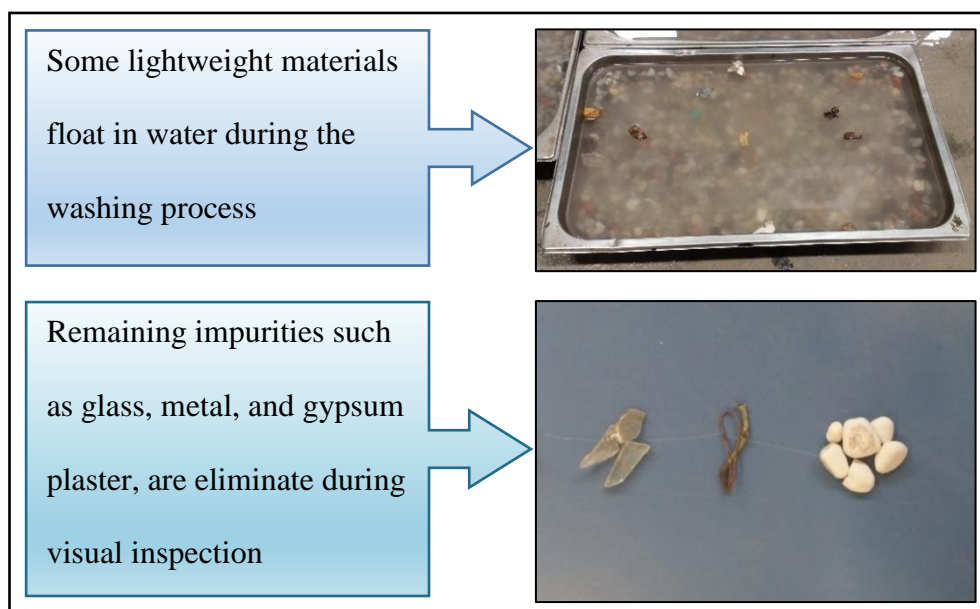 Some lightweight materials
float in water during the
washing process
Remaining impurities such
as glass, metal, and gypsum
plaster, are eliminate during
visual inspection